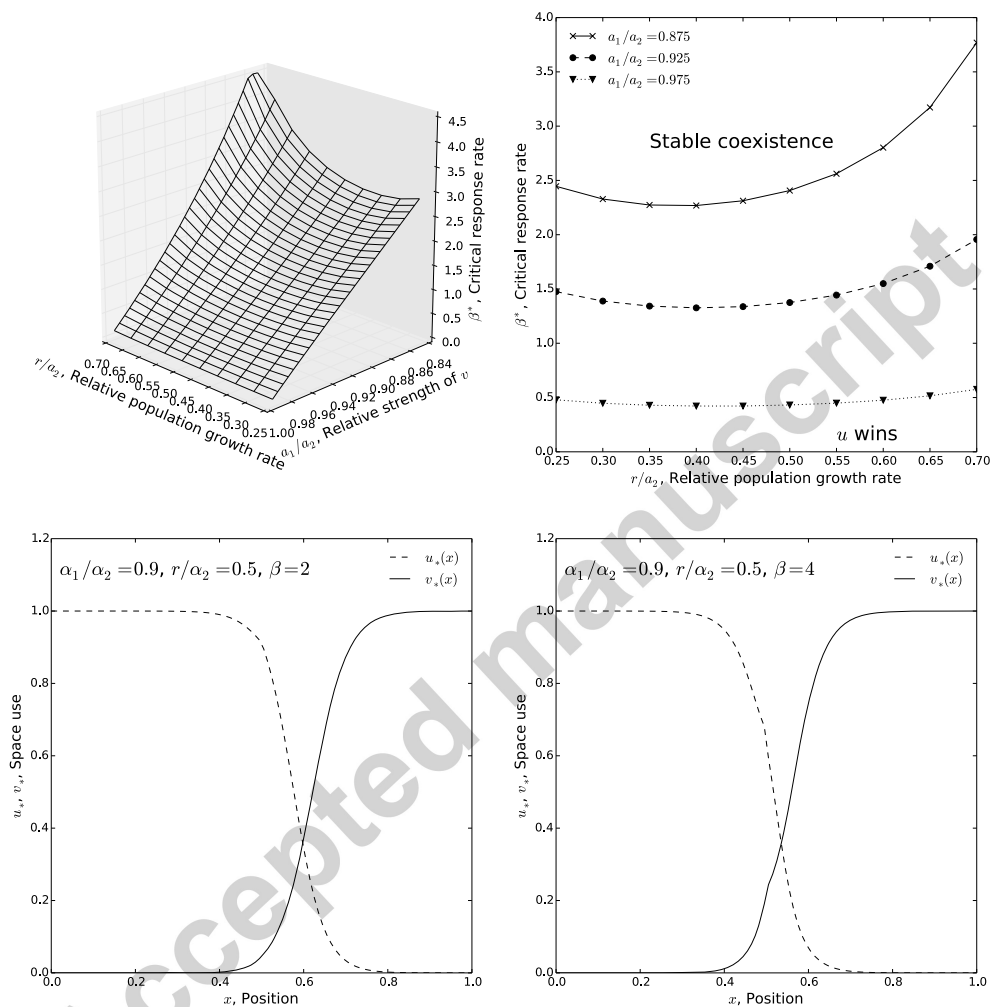 4.5
4.0
3.5
3.0
2.5
2.0
1.5
1.0
0.5
0.0
β*, Critical response rate
0.70
0.65
0.60
0.55
0.50
0.45
0.40
0.35
0.30
0.25
r/a₂, Relative population growth rate
1.00
0.98
0.96
0.94
0.92
0.90
0.88
0.86
0.84
a₁/a₂, Relative strength of v
4.0
3.5
3.0
2.5
2.0
1.5
1.0
0.5
0.0
β*, Critical response rate
a₁/a₂ =0.875
a₁/a₂ =0.925
a₁/a₂ =0.975
Stable coexistence
u wins
0.25 0.30 0.35 0.40 0.45 0.50 0.55 0.60 0.65 0.70
r/a₂, Relative population growth rate
1.2
1.0
0.8
0.6
0.4
0.2
0.0
u*, v*, Space use
α₁/α₂ =0.9, r/α₂ =0.5, β=2
u*(x)
v*(x)
0.0 0.2 0.4 0.6 0.8 1.0
x, Position
1.2
1.0
0.8
0.6
0.4
0.2
0.0
u*, v*, Space use
α₁/α₂ =0.9, r/α₂ =0.5, β=4
u*(x)
v*(x)
0.0 0.2 0.4 0.6 0.8 1.0
x, Position
ccepted manuscript